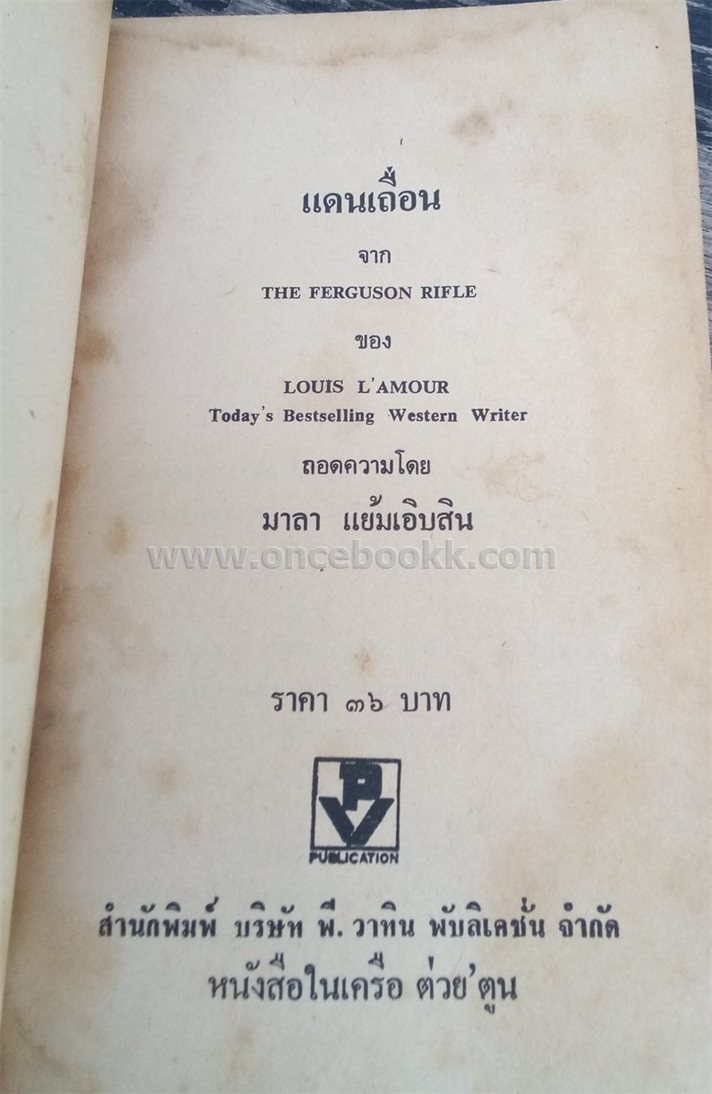 แดนเถื่อน
จาก
THE FERGUSON RIFLE
ของ
LOUIS L'AMOUR
Today's Bestselling Western Writer
ถอดความโดย
มาลา แย้มเอิบสิน
www.oncebookk.com
ราคา ๓๖ บาท
PV
PUBLICATION
สำนักพิมพ์ บริษัท พี. วาทิน พับลิเคชั่น จำกัด
หนังสือในเครือ ต่วย'ตูน